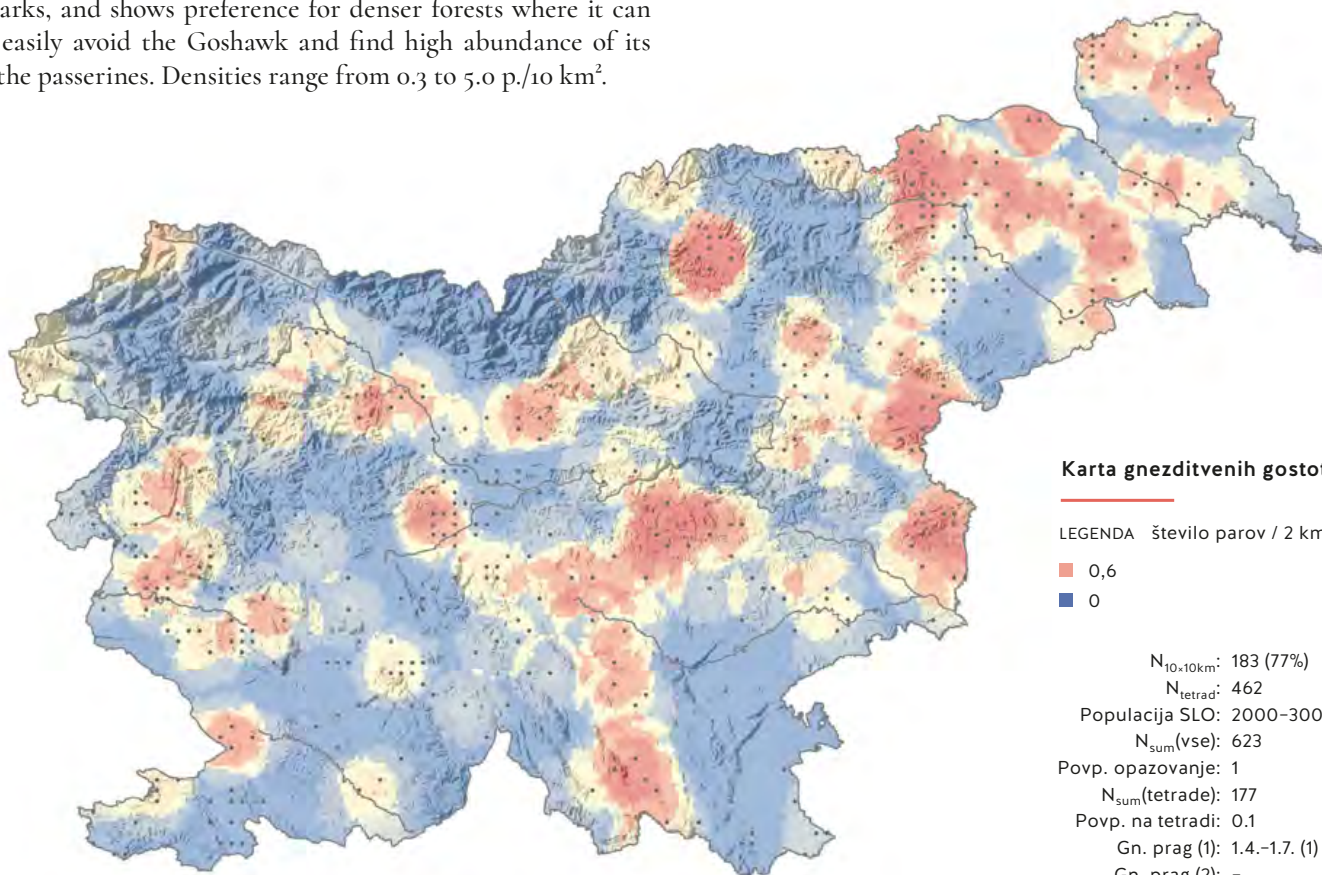 arks, and shows preference for denser forests where it can
easily avoid the Goshawk and find high abundance of its
the passerines. Densities range from 0.3 to 5.0 p./10 km².
Karta gnezditvenih gostot
LEGENDA število parov / 2 km
0,6
0
N10×10km: 183 (77%)
Ntetrad: 462
Populacija SLO: 2000–300
Nsum(vse): 623
Povp. opazovanje: 1
Nsum(tetrade): 177
Povp. na tetradi: 0.1
Gn. prag (1): 1.4.–1.7. (1)
Gn. prag (2): –